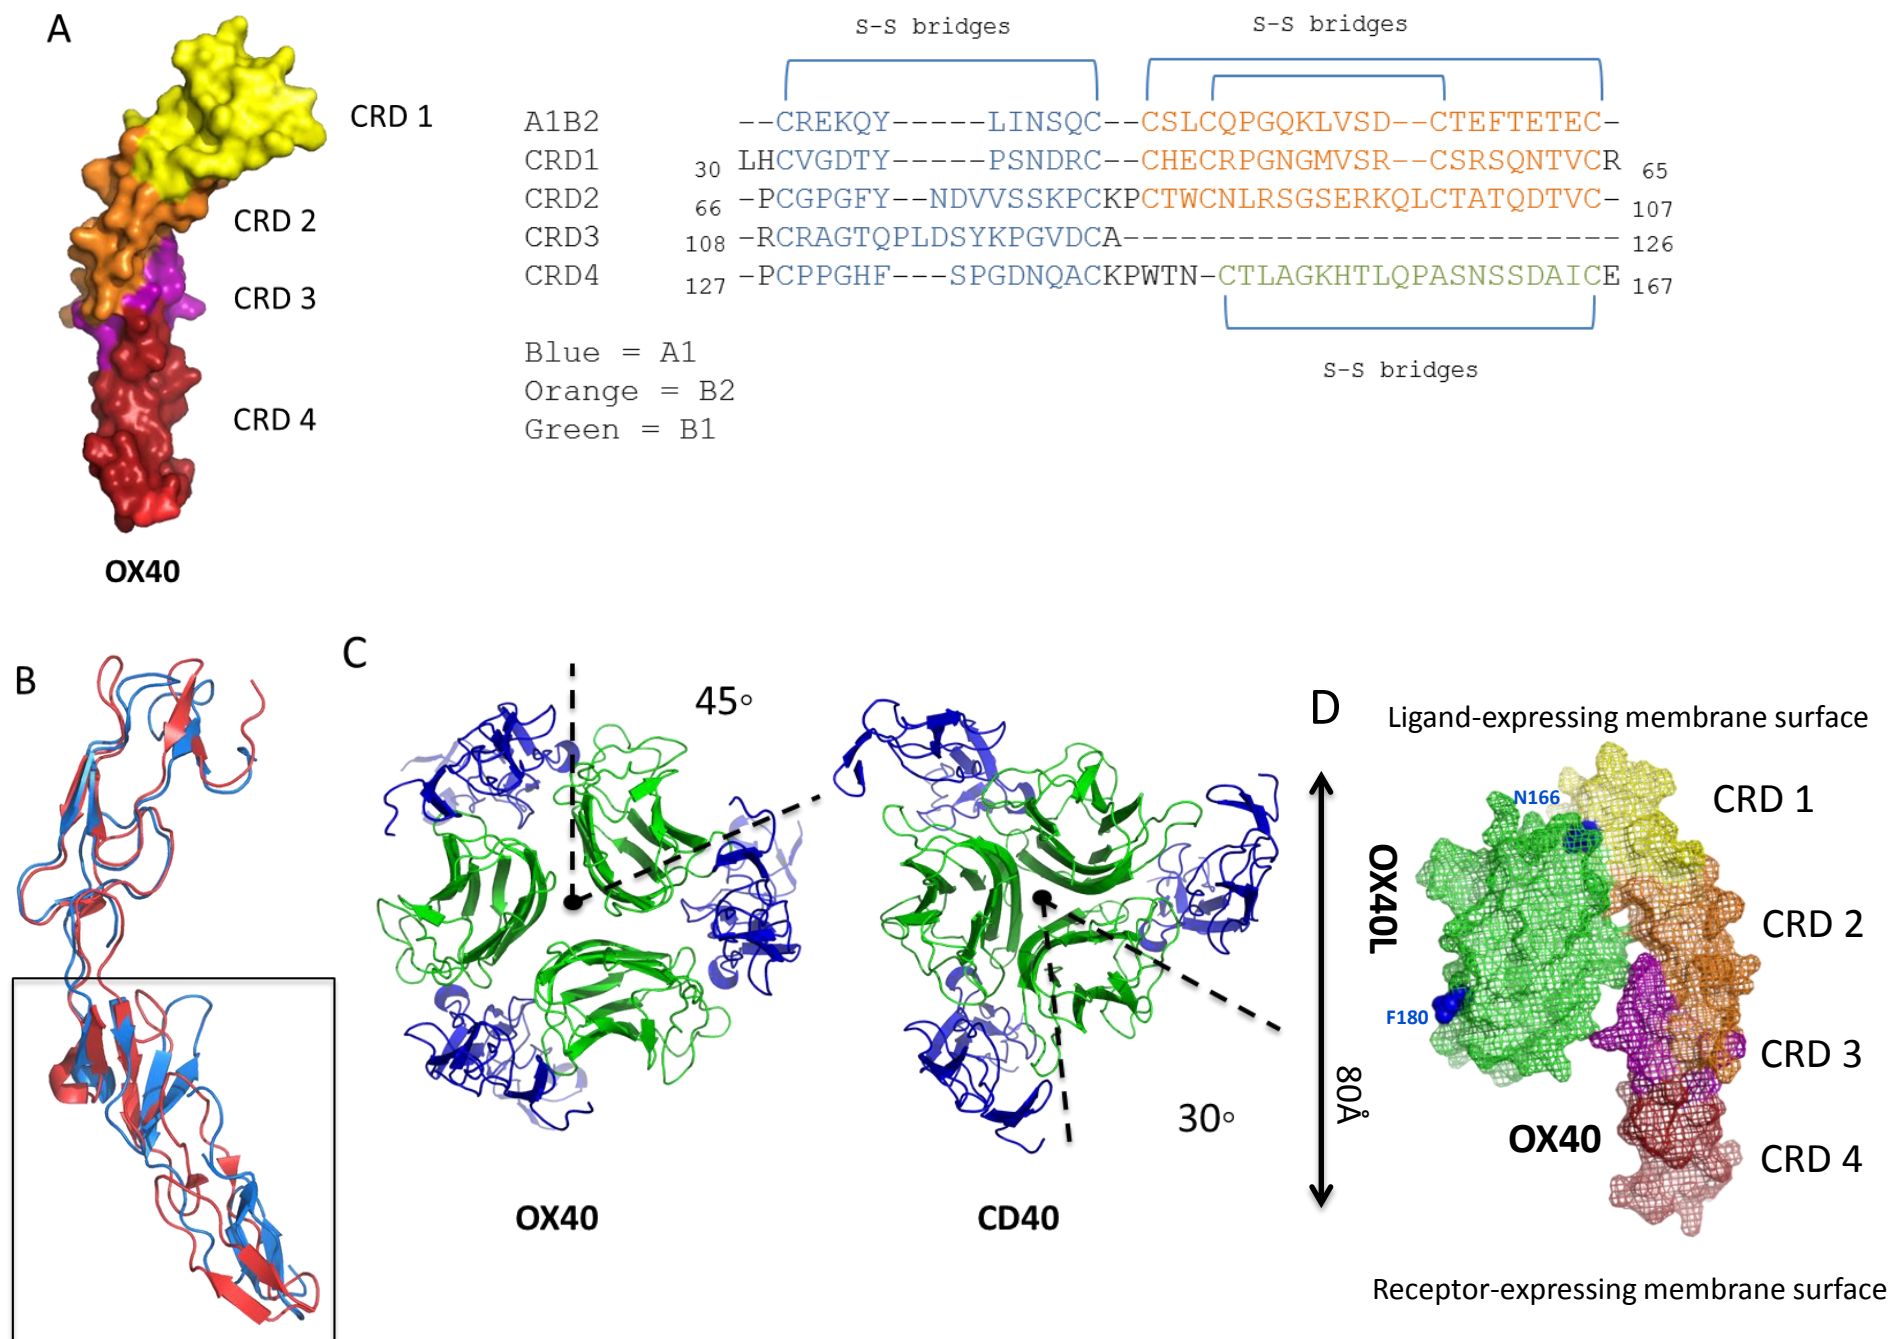 A
S-S bridges
S-S bridges
CRD 1
CRD 2
CRD 3
CRD 4
OX40
A1B2 --CREKQY-----LINSQC--CSLCQPGQKLVSD--CTEFTETEC-
CRD1 30 LHCVGDTY-----PSNDRC--CHECRPGNGMVSR--CSRSQNTVCR 65
CRD2 66 -PCGPGFY--NDVVSSKPCKPCTWCNLRSGSERKQLCTATQDTVC- 107
CRD3 108 -RCRAGTQPLDSYKPGVDCA-------------------------- 126
CRD4 127 -PCPPGHF---SPGDNQACKPWTN-CTLAGKHTLQPASNSSDAICE 167
S-S bridges
Blue = A1
Orange = B2
Green = B1
B
C
45°
OX40
CD40
30°
D
Ligand-expressing membrane surface
N166
CRD 1
OX40L
CRD 2
F180
CRD 3
80Å
OX40
CRD 4
Receptor-expressing membrane surface